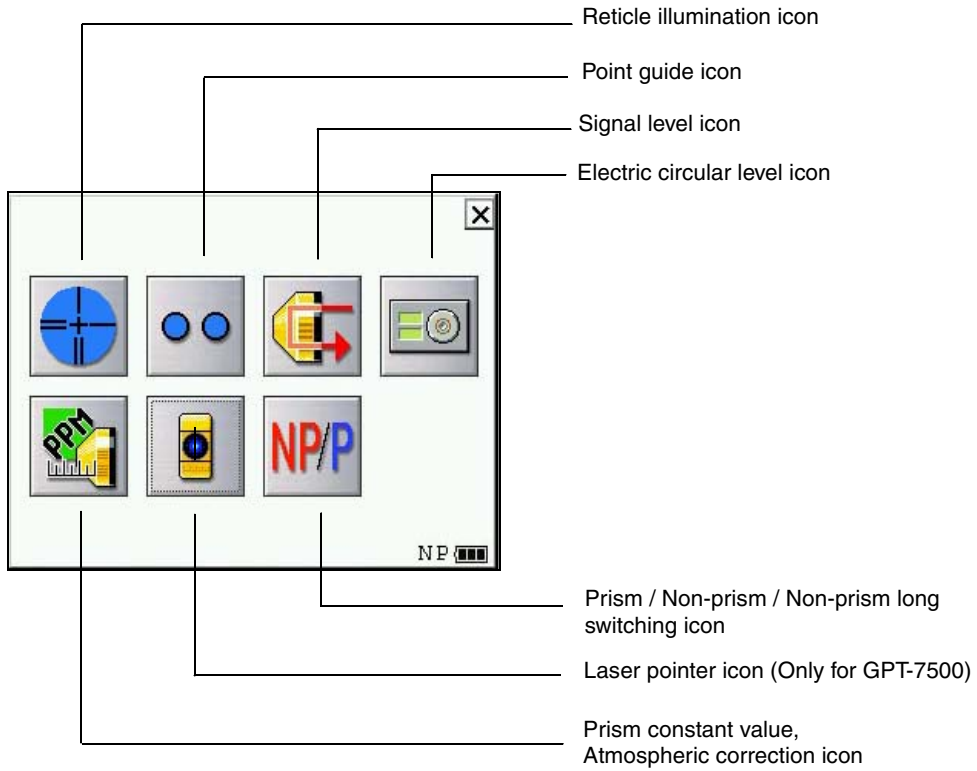 Reticle illumination icon
Point guide icon
Signal level icon
Electric circular level icon
PPM
NP/P
NP
Prism / Non-prism / Non-prism long
switching icon
Laser pointer icon (Only for GPT-7500)
Prism constant value,
Atmospheric correction icon